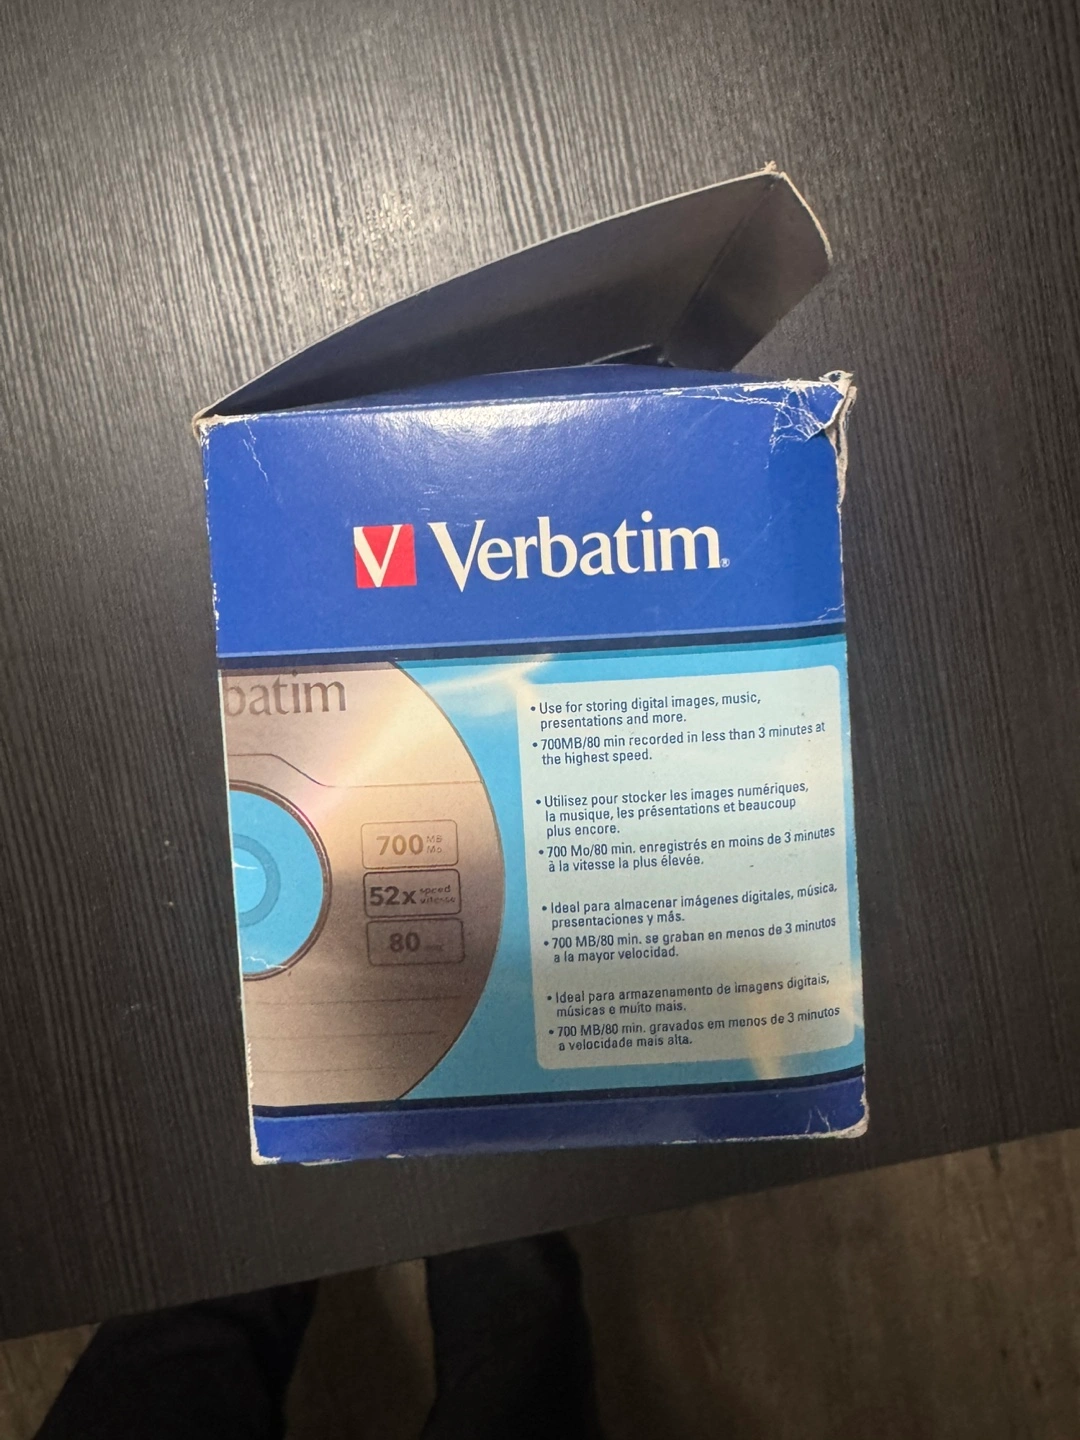 V Verbatim®
batim
700 MB
Mo
52x speed
vitesse
80
• Use for storing digital images, music,
presentations and more.
• 700MB/80 min recorded in less than 3 minutes at
the highest speed.
• Utilisez pour stocker les images numériques,
la musique, les présentations et beaucoup
plus encore.
• 700 Mo/80 min. enregistrés en moins de 3 minutes
à la vitesse la plus élevée.
• Ideal para almacenar imágenes digitales, música,
presentaciones y más.
• 700 MB/80 min. se graban en menos de 3 minutos
a la mayor velocidad.
• Ideal para armazenamento de imagens digitais,
músicas e muito mais.
• 700 MB/80 min. gravados em menos de 3 minutos
a velocidade mais alta.